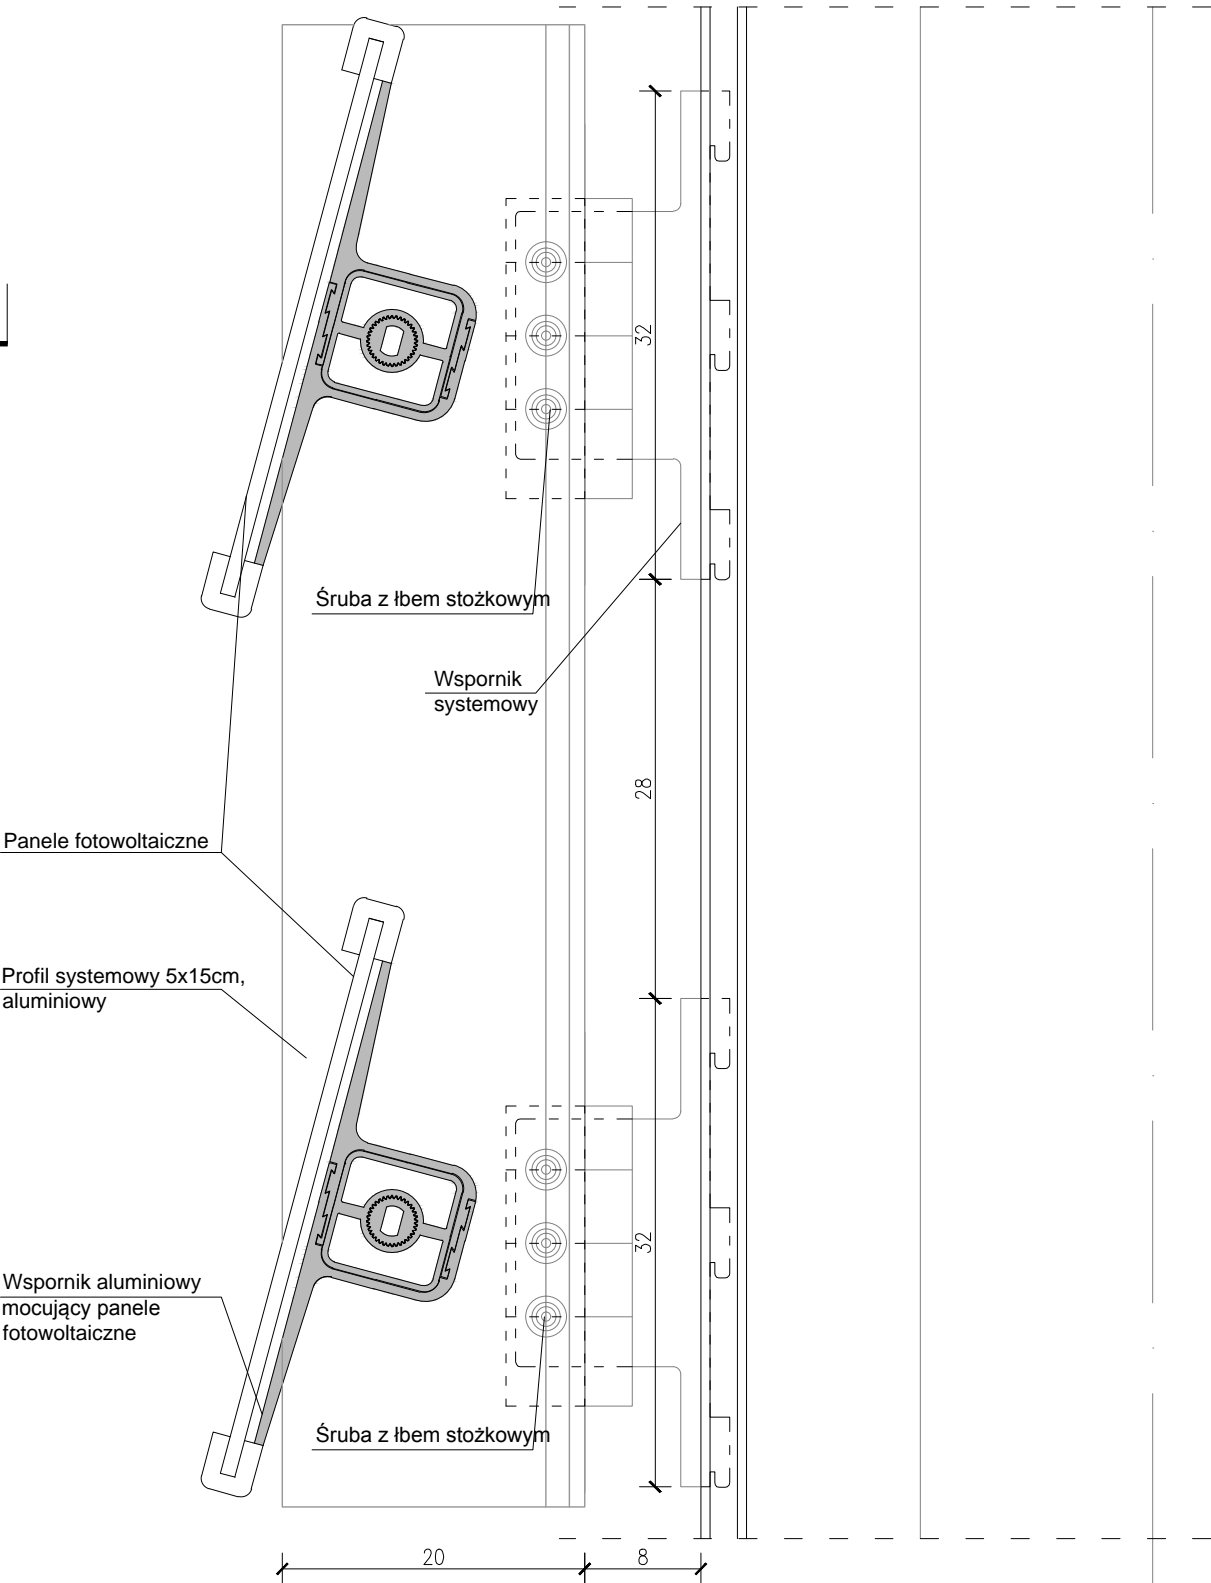 32
Śruba z łbem stożkowym
Wspornik
systemowy
28
Panele fotowoltaiczne
Profil systemowy 5x15cm,
aluminiowy
32
Wspornik aluminiowy
mocujący panele
fotowoltaiczne
Śruba z łbem stożkowym
20
8